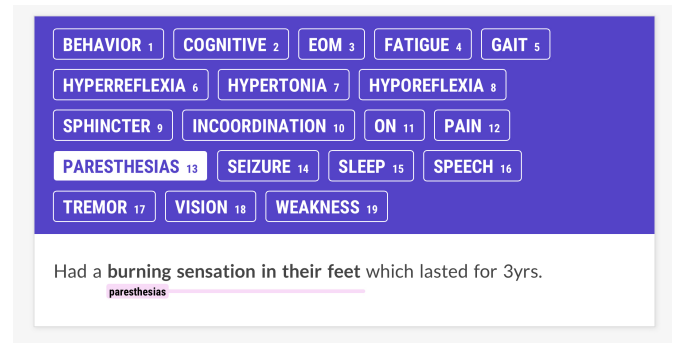 BEHAVIOR 1 COGNITIVE 2 EOM 3 FATIGUE 4 GAIT 5
HYPERREFLEXIA 6 HYPERTONIA 7 HYPOREFLEXIA 8
SPHINCTER 9 INCOORDINATION 10 ON 11 PAIN 12
PARESTHESIAS 13 SEIZURE 14 SLEEP 15 SPEECH 16
TREMOR 17 VISION 18 WEAKNESS 19
Had a burning sensation in their feet which lasted for 3yrs.
paresthesias